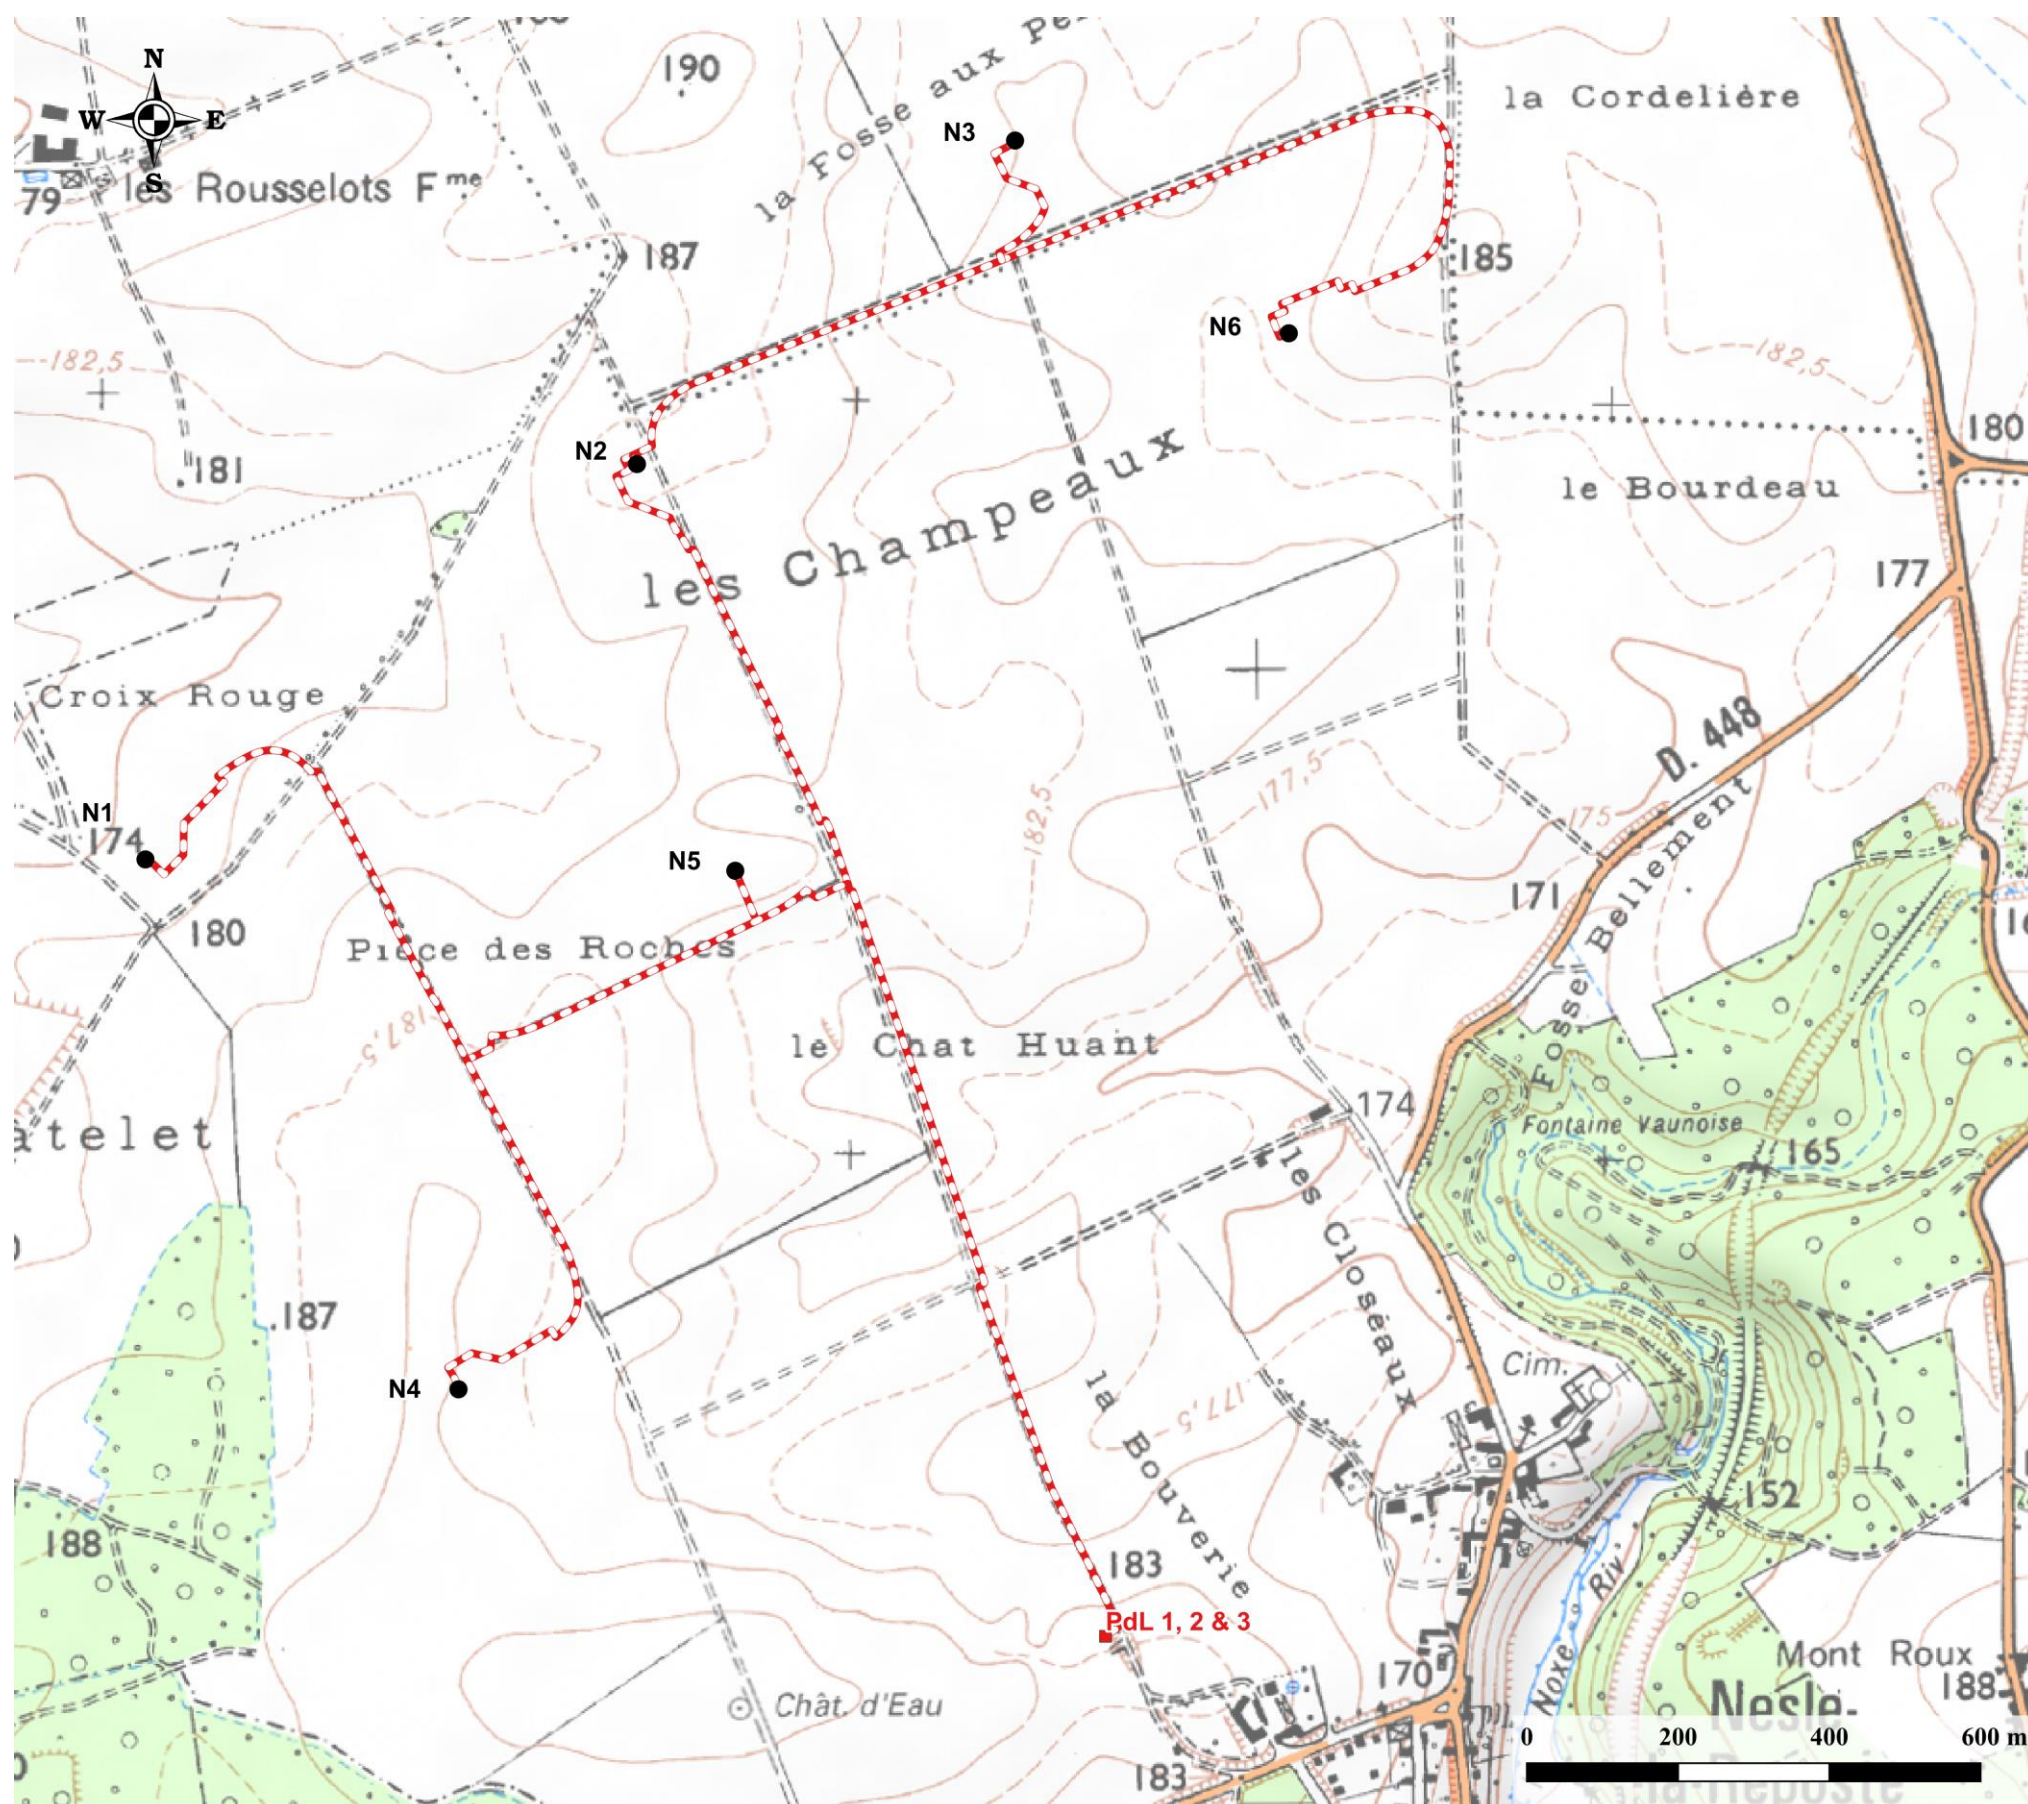 190
la Fosse aux
N
W E
S
la Cordelière
N3
les Rousselots Fme
79
187
185
N6
182,5
182,5
180
N2
181
le Bourdeau
les Champeaux
177
Croix Rouge
D. 448
177,5
182,5
175
N1
174
N5
171
Fosse Bellement
180
Pièce des Roches
187,5
le Chat Huant
174
Fontaine Vaunoise
165
les Closéaux
187
Cim.
N4
177,5
la Bouverie
152
188
183
PdL 1, 2 & 3
Riv.
Noxe
Mont Roux
170
188
Chât. d'Eau
Nesle-
la-Reposte
0 200 400 600 m
183